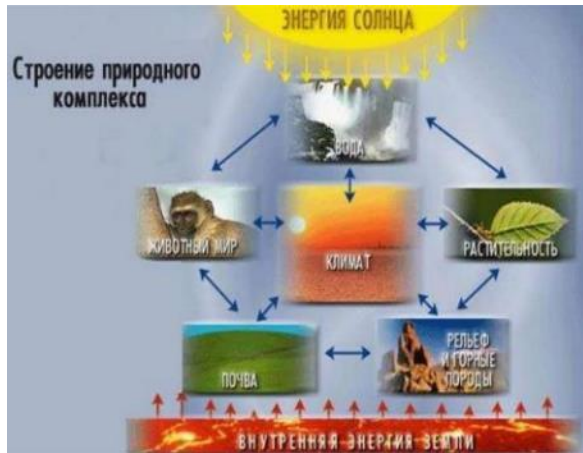 ЭНЕРГИЯ СОЛНЦА
Строение природного
комплекса
ВОДА
ЖИВОТНЫЙ МИР
КЛИМАТ
РАСТИТЕЛЬНОСТЬ
ПОЧВА
РЕЛЬЕФ
И ГОРНЫЕ
ПОРОДЫ
ВНУТРЕННЯЯ ЭНЕРГИЯ ЗЕМЛИ